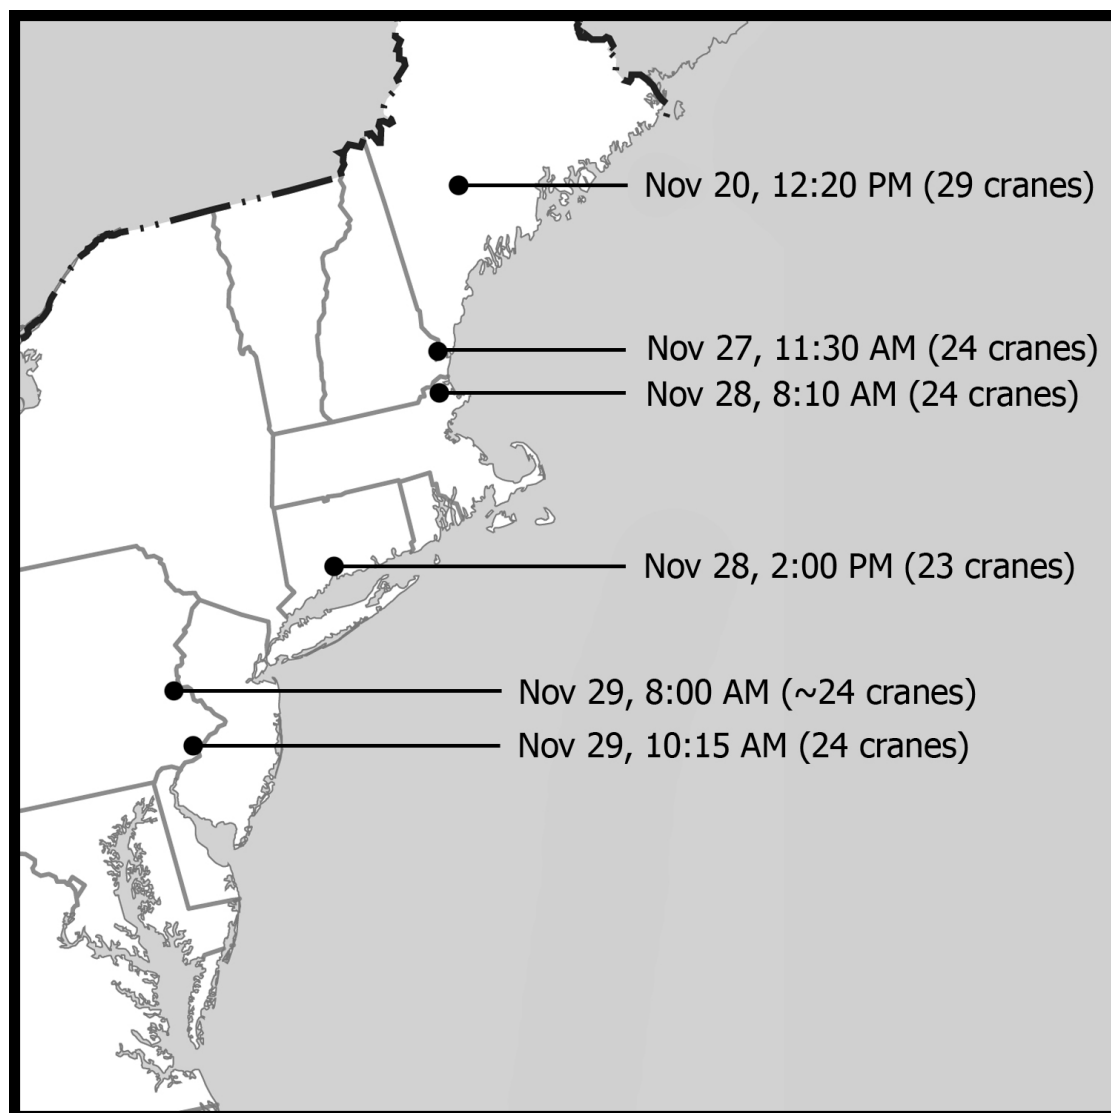 Nov 20, 12:20 PM (29 cranes)
Nov 27, 11:30 AM (24 cranes)
Nov 28, 8:10 AM (24 cranes)
Nov 28, 2:00 PM (23 cranes)
Nov 29, 8:00 AM (~24 cranes)
Nov 29, 10:15 AM (24 cranes)